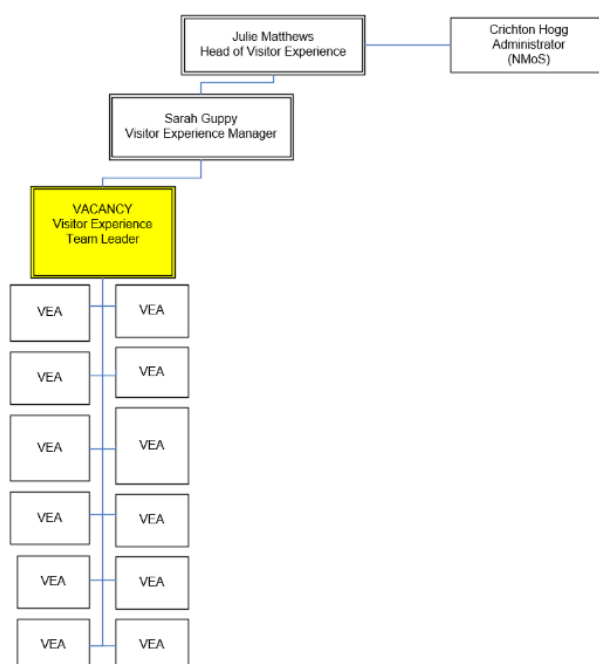 Julie Matthews
Head of Visitor Experience
Crichton Hogg
Administrator
(NMoS)
Sarah Guppy
Visitor Experience Manager
VACANCY
Visitor Experience
Team Leader
VEA
VEA
VEA
VEA
VEA
VEA
VEA
VEA
VEA
VEA
VEA
VEA